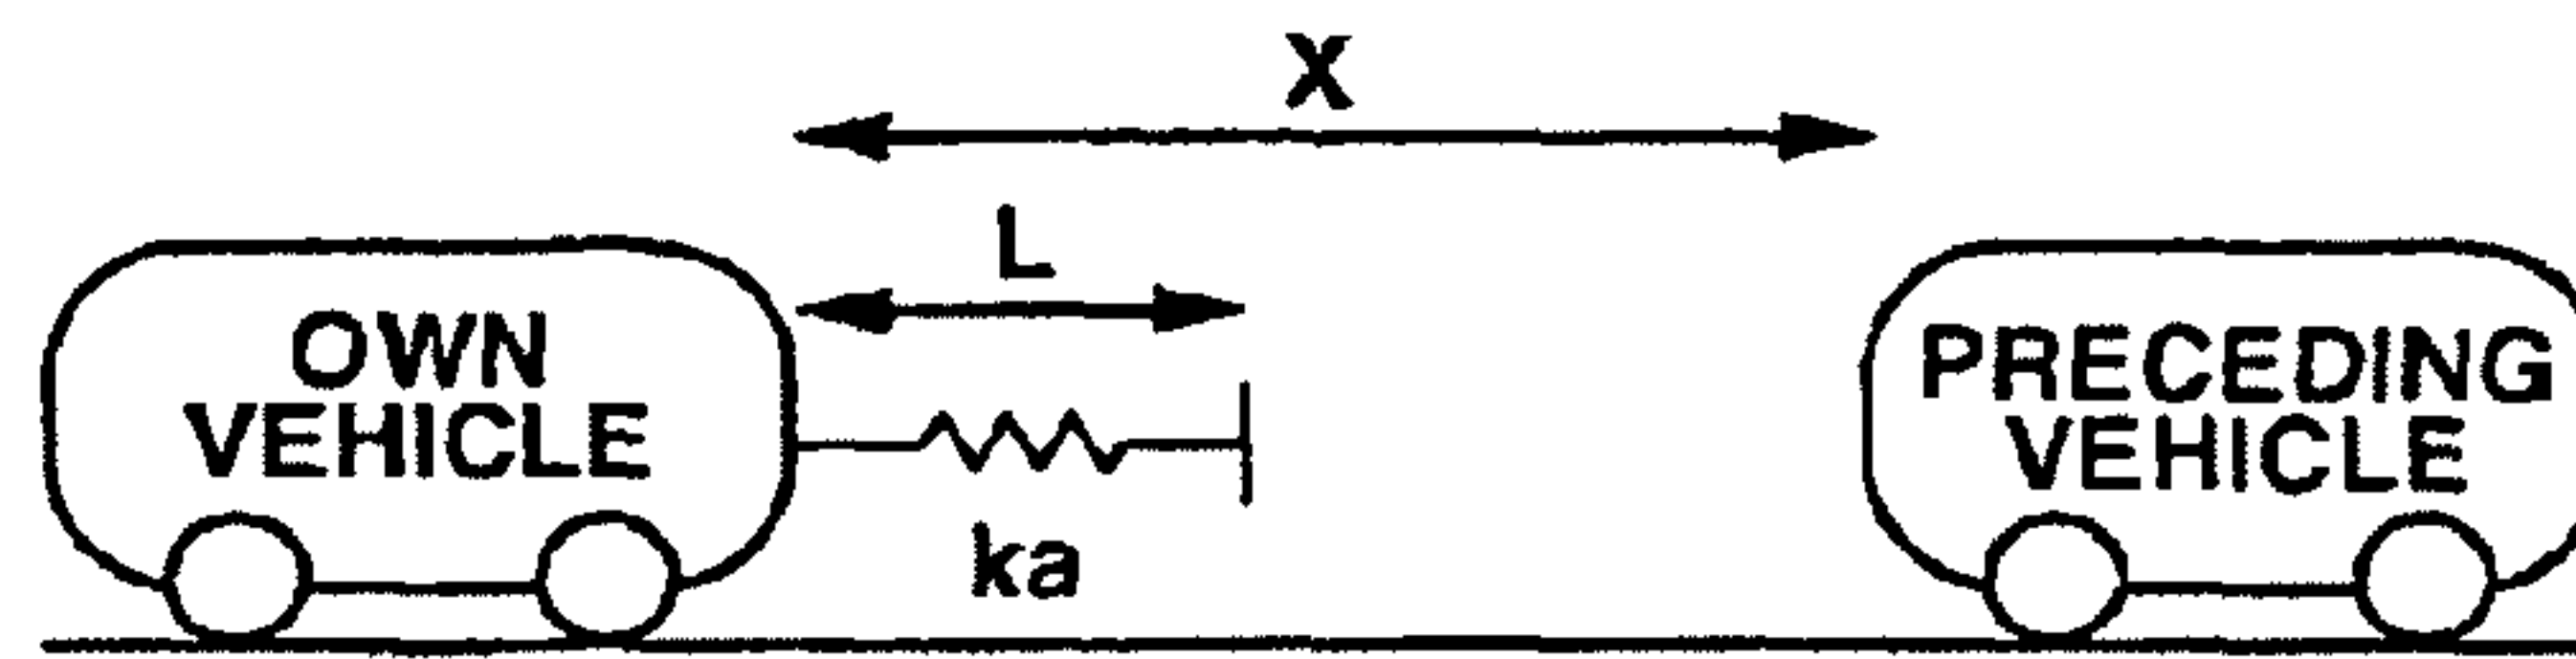 X
L
OWN
VEHICLE
PRECEDING
VEHICLE
ka